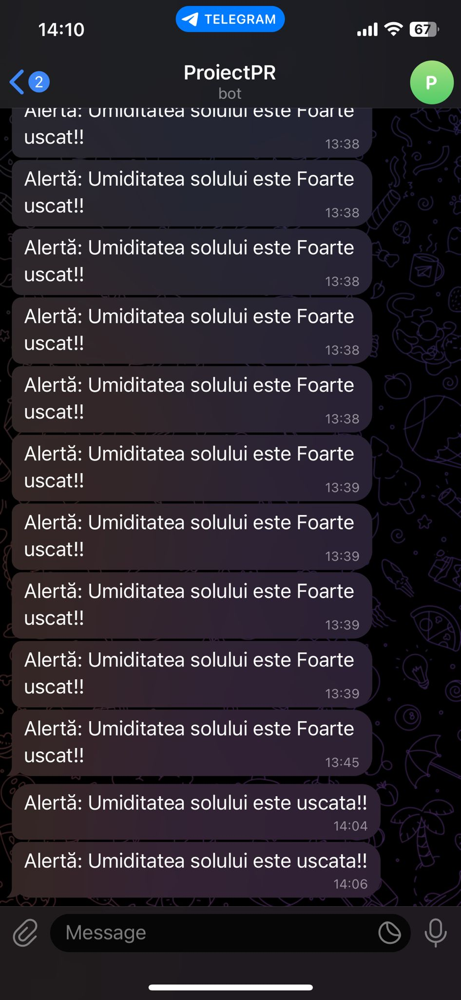 14:10
TELEGRAM
67
2
ProiectPR
bot
P
Alertă: Umiditatea solului este Foarte
uscat!!
13:38
Alertă: Umiditatea solului este Foarte
uscat!!
13:38
Alertă: Umiditatea solului este Foarte
uscat!!
13:38
Alertă: Umiditatea solului este Foarte
uscat!!
13:38
Alertă: Umiditatea solului este Foarte
uscat!!
13:38
Alertă: Umiditatea solului este Foarte
uscat!!
13:39
Alertă: Umiditatea solului este Foarte
uscat!!
13:39
Alertă: Umiditatea solului este Foarte
uscat!!
13:39
Alertă: Umiditatea solului este Foarte
uscat!!
13:39
Alertă: Umiditatea solului este Foarte
uscat!!
13:45
Alertă: Umiditatea solului este uscata!!
14:04
Alertă: Umiditatea solului este uscata!!
14:06
Message